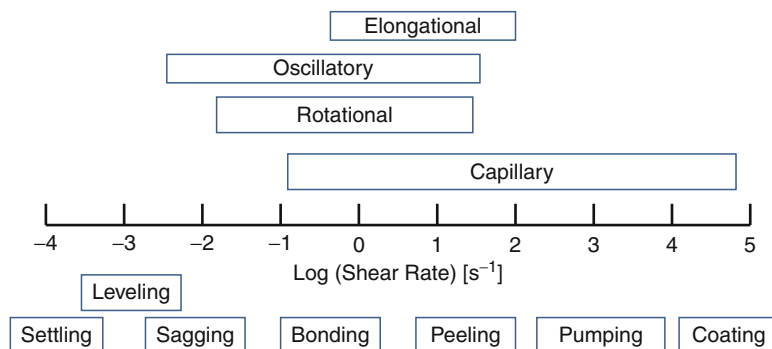 Elongational
Oscillatory
Rotational
Capillary
−4 −3 −2 −1 0 1 2 3 4 5
Log (Shear Rate) [s⁻¹]
Leveling
Settling Sagging Bonding Peeling Pumping Coating